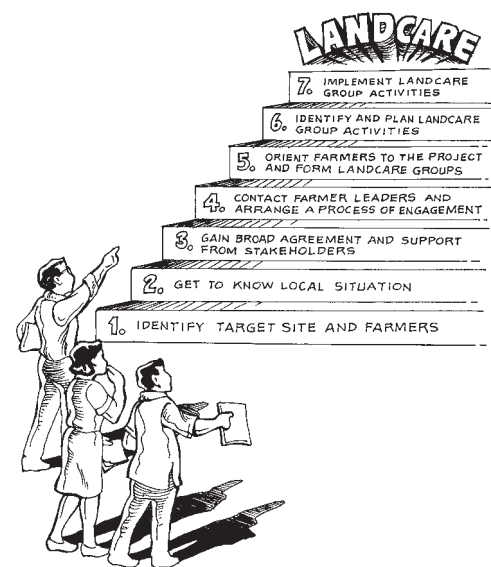 LANDCARE
7. IMPLEMENT LANDCARE
GROUP ACTIVITIES
6. IDENTIFY AND PLAN LANDCARE
GROUP ACTIVITIES
5. ORIENT FARMERS TO THE PROJECT
AND FORM LANDCARE GROUPS
4. CONTACT FARMER LEADERS AND
ARRANGE A PROCESS OF ENGAGEMENT
3. GAIN BROAD AGREEMENT AND SUPPORT
FROM STAKEHOLDERS
2. GET TO KNOW LOCAL SITUATION
1. IDENTIFY TARGET SITE AND FARMERS